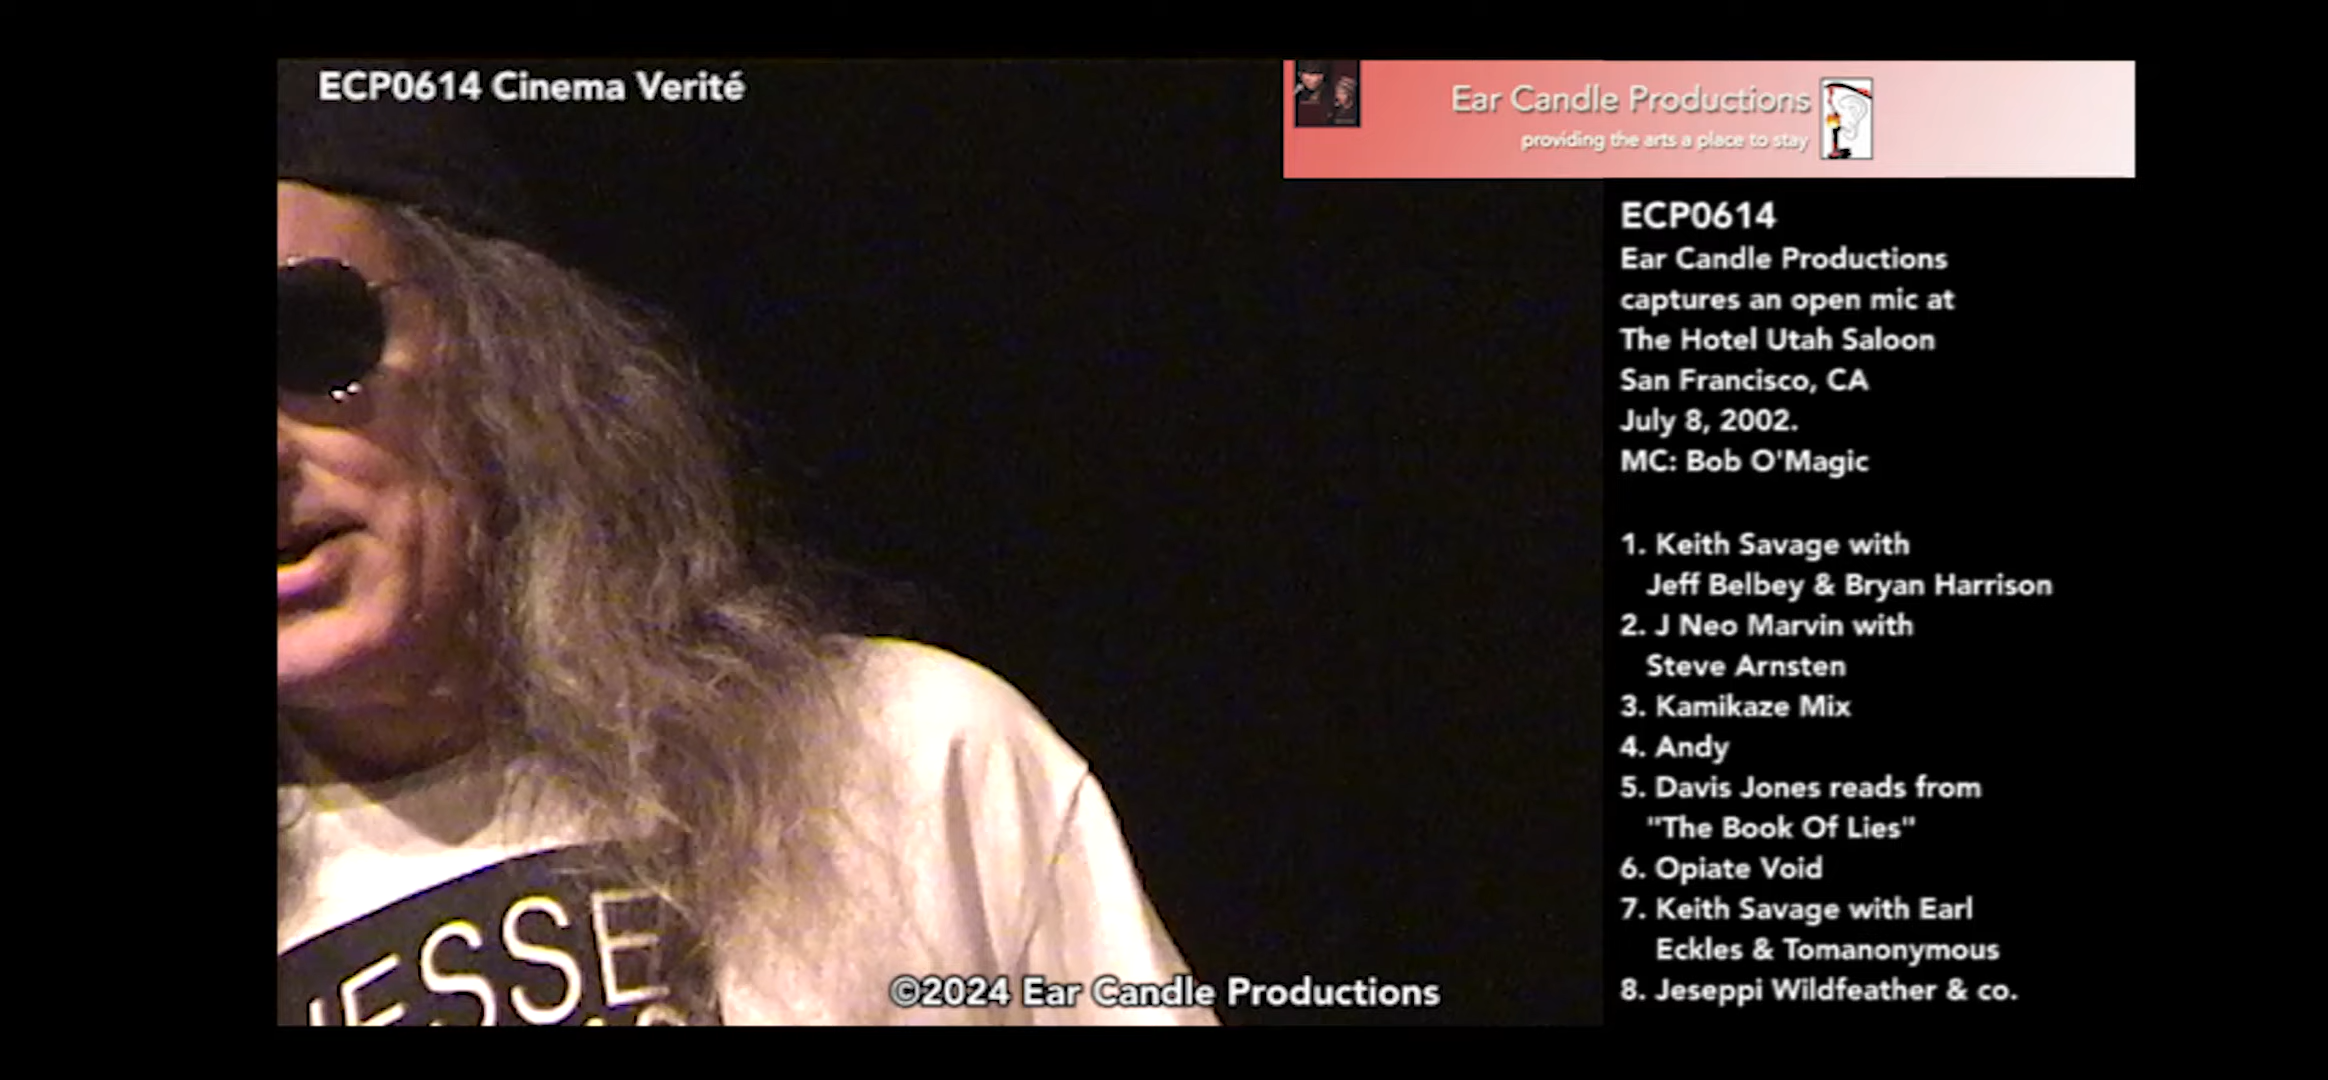 ECP0614 Cinema Verité
Ear Candle Productions
providing the arts a place to stay
ECP0614
Ear Candle Productions
captures an open mic at
The Hotel Utah Saloon
San Francisco, CA
July 8, 2002.
MC: Bob O'Magic
1. Keith Savage with
Jeff Belbey & Bryan Harrison
2. J Neo Marvin with
Steve Arnsten
3. Kamikaze Mix
4. Andy
5. Davis Jones reads from
"The Book Of Lies"
6. Opiate Void
7. Keith Savage with Earl
Eckles & Tomanonymous
8. Jeseppi Wildfeather & co.
©2024 Ear Candle Productions